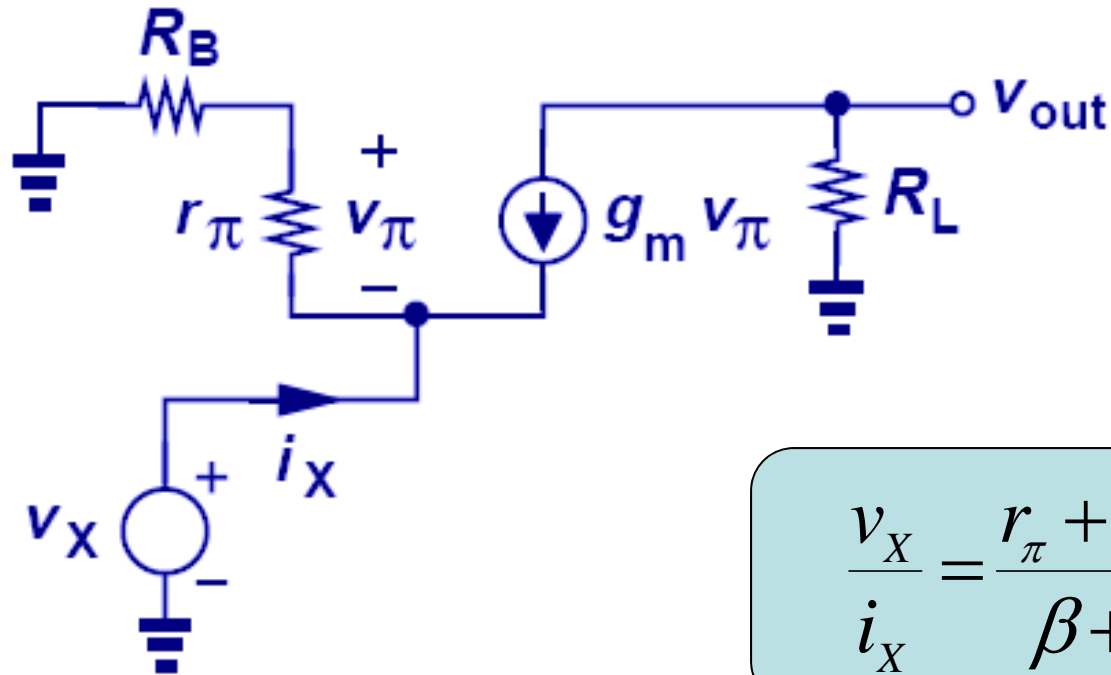 R_B
+
r_π
v_π
−
g_m v_π
v_out
R_L
i_X
v_X
+
−
v_X / i_X = r_π + / β +